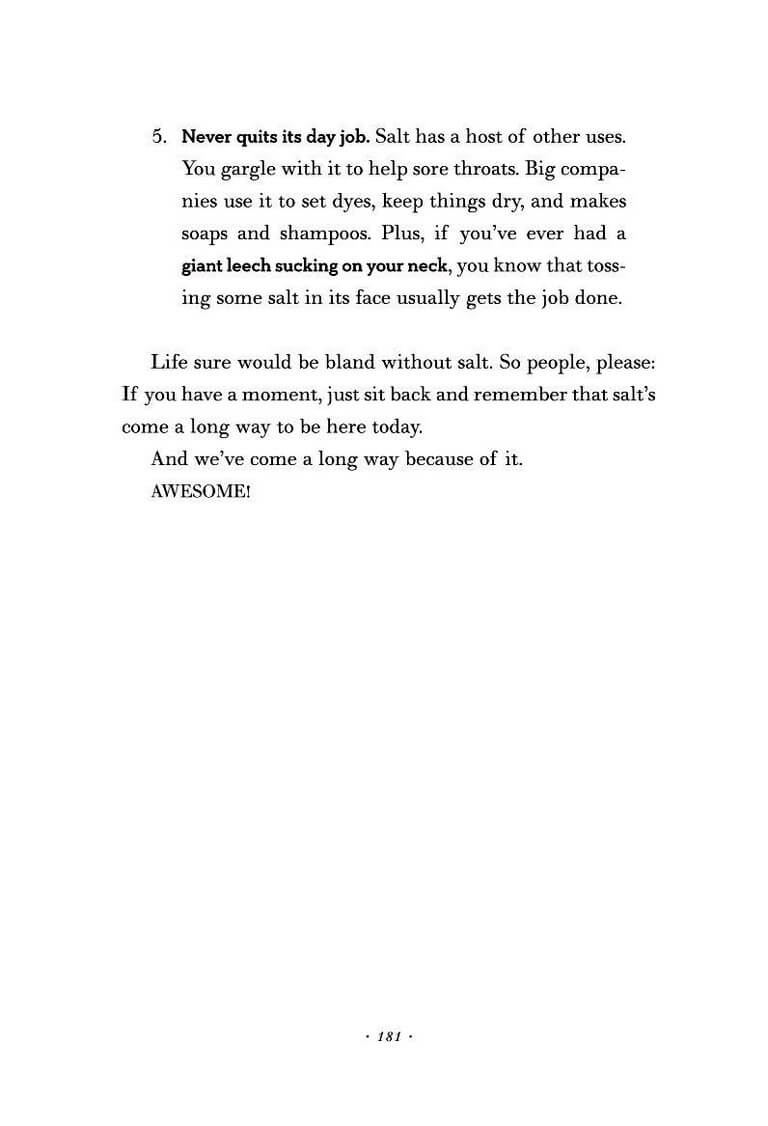 5. Never quits its day job. Salt has a host of other uses.
You gargle with it to help sore throats. Big compa-
nies use it to set dyes, keep things dry, and makes
soaps and shampoos. Plus, if you’ve ever had a
giant leech sucking on your neck, you know that toss-
ing some salt in its face usually gets the job done.
Life sure would be bland without salt. So people, please:
If you have a moment, just sit back and remember that salt’s
come a long way to be here today.
And we’ve come a long way because of it.
AWESOME!
· 181 ·